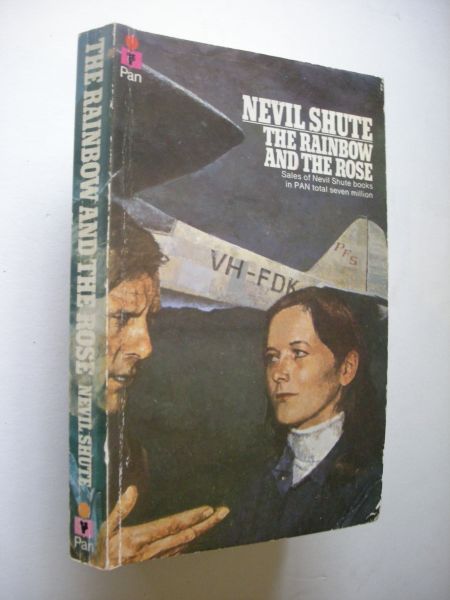 THE RAINBOW AND THE ROSE NEVIL SHUTE
Pan
Pan
NEVIL SHUTE
THE RAINBOW
AND THE ROSE
Sales of Nevil Shute books
in PAN total seven million
VH-FDK
PFS